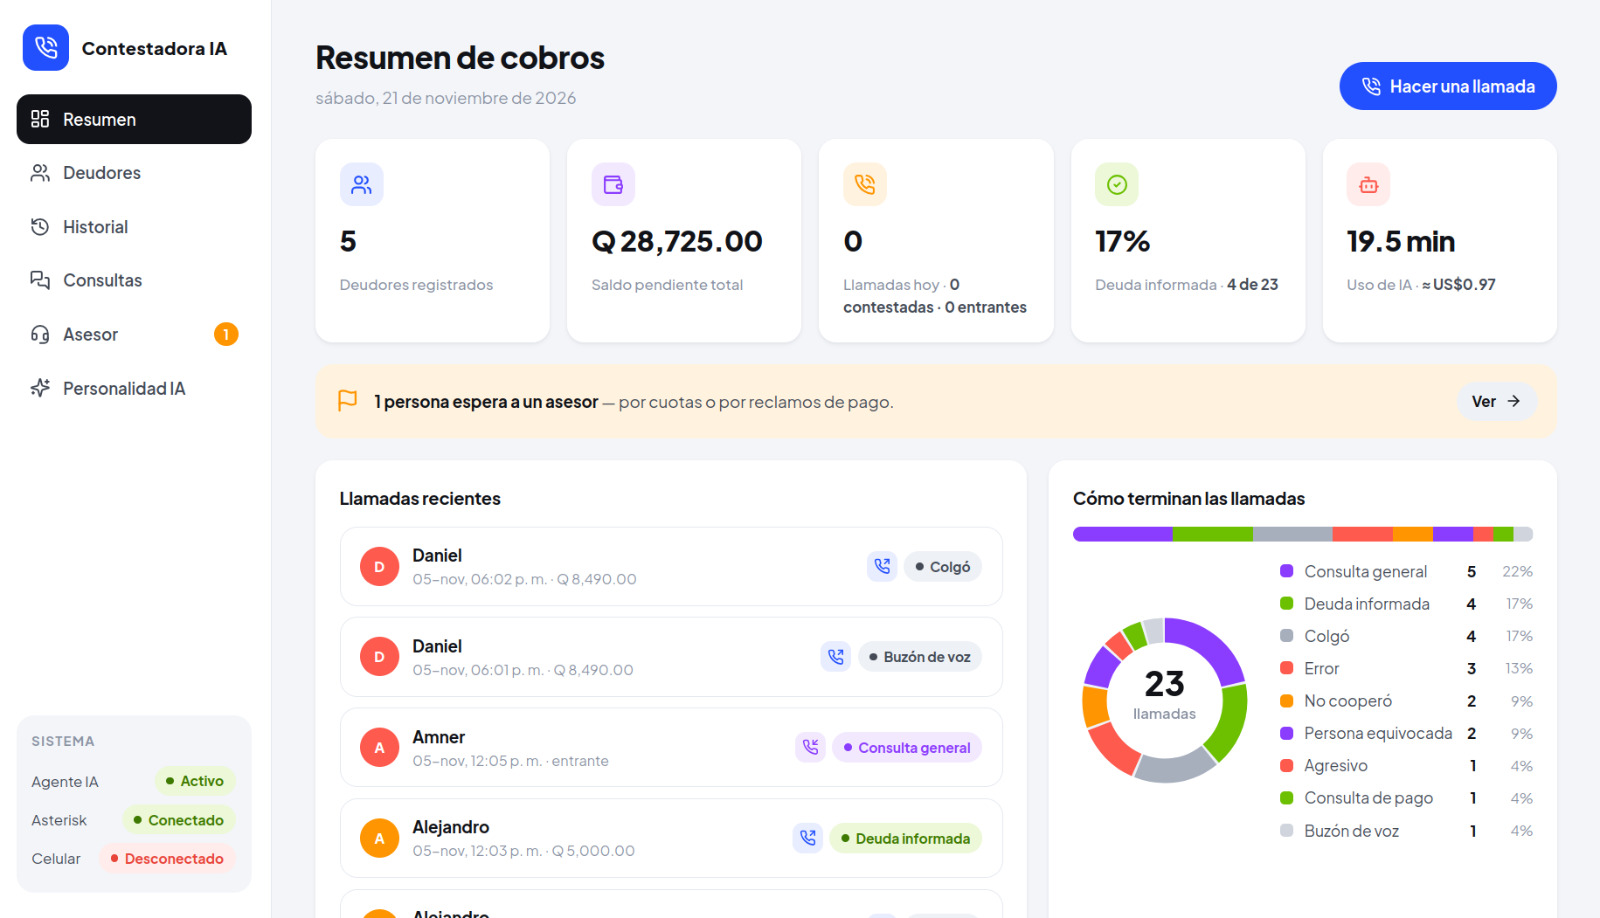 Contestadora IA
Resumen
Deudores
Historial
Consultas
Asesor 1
Personalidad IA
SISTEMA
Agente IA Activo
Asterisk Conectado
Celular Desconectado
Resumen de cobros
sábado, 21 de noviembre de 2026
Hacer una llamada
5
Deudores registrados
Q 28,725.00
Saldo pendiente total
0
Llamadas hoy · 0
contestadas · 0 entrantes
17%
Deuda informada · 4 de 23
19.5 min
Uso de IA · ≈ US$0.97
1 persona espera a un asesor — por cuotas o por reclamos de pago.
Ver
Llamadas recientes
D
Daniel
05-nov, 06:02 p. m. · Q 8,490.00
Colgó
D
Daniel
05-nov, 06:01 p. m. · Q 8,490.00
Buzón de voz
A
Amner
05-nov, 12:05 p. m. · entrante
Consulta general
A
Alejandro
05-nov, 12:03 p. m. · Q 5,000.00
Deuda informada
Alejandro
Cómo terminan las llamadas
23
llamadas
Consulta general 5 22%
Deuda informada 4 17%
Colgó 4 17%
Error 3 13%
No cooperó 2 9%
Persona equivocada 2 9%
Agresivo 1 4%
Consulta de pago 1 4%
Buzón de voz 1 4%